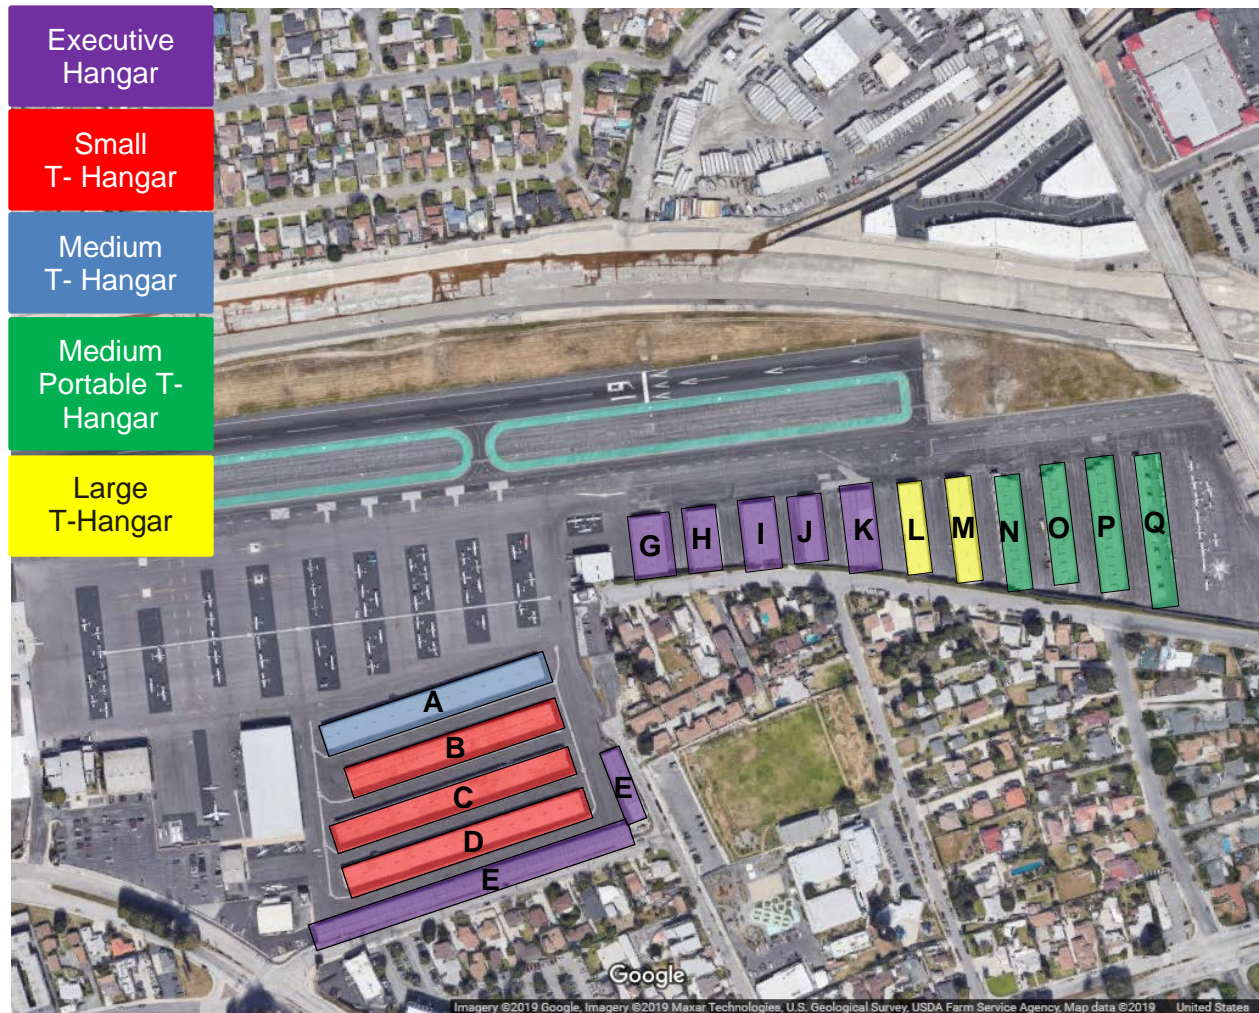 Executive
Hangar
Small
T- Hangar
Medium
T- Hangar
Medium
Portable T-
Hangar
Large
T-Hangar
19
G
H
I
J
K
L
M
N
O
P
Q
A
B
C
D
E
E
Google
Imagery ©2019 Google, Imagery ©2019 Maxar Technologies, U.S. Geological Survey, USDA Farm Service Agency, Map data ©2019 United States